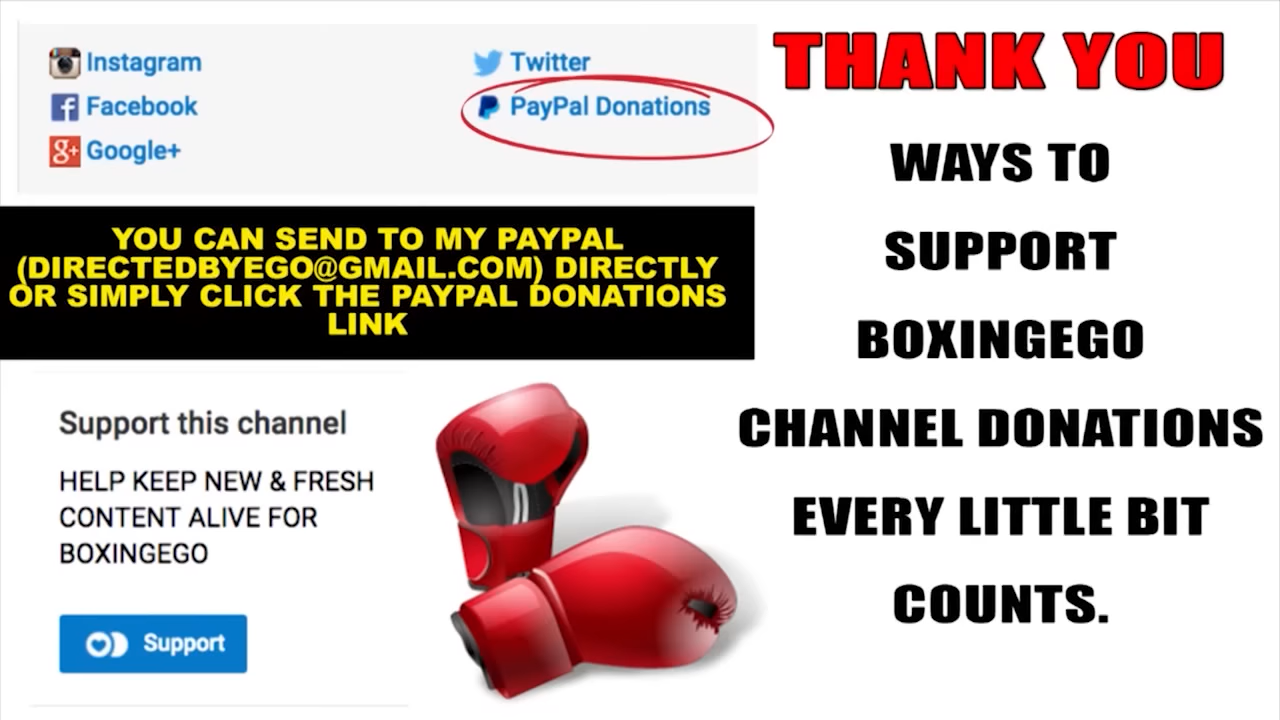 Instagram
Twitter
Facebook
PayPal Donations
Google+
THANK YOU
WAYS TO
SUPPORT
BOXINGEGO
CHANNEL DONATIONS
EVERY LITTLE BIT
COUNTS.
YOU CAN SEND TO MY PAYPAL
(DIRECTEDBYEGO@GMAIL.COM) DIRECTLY
OR SIMPLY CLICK THE PAYPAL DONATIONS
LINK
Support this channel
HELP KEEP NEW & FRESH
CONTENT ALIVE FOR
BOXINGEGO
Support